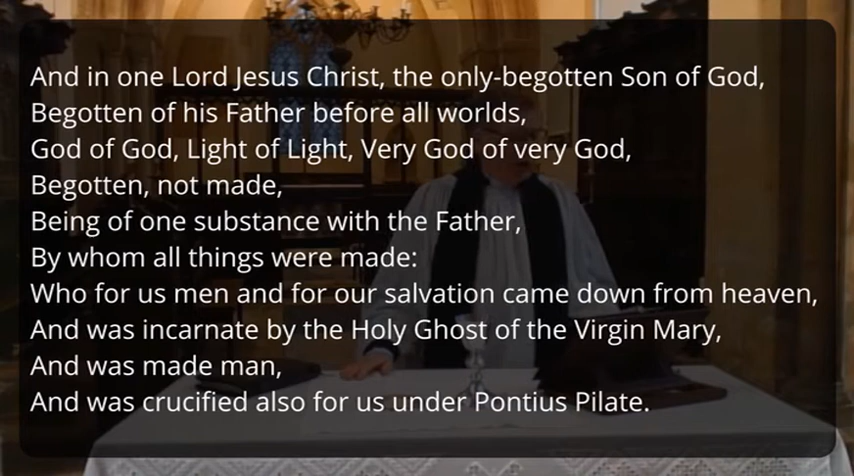 And in one Lord Jesus Christ, the only-begotten Son of God,
Begotten of his Father before all worlds,
God of God, Light of Light, Very God of very God,
Begotten, not made,
Being of one substance with the Father,
By whom all things were made:
Who for us men and for our salvation came down from heaven,
And was incarnate by the Holy Ghost of the Virgin Mary,
And was made man,
And was crucified also for us under Pontius Pilate.